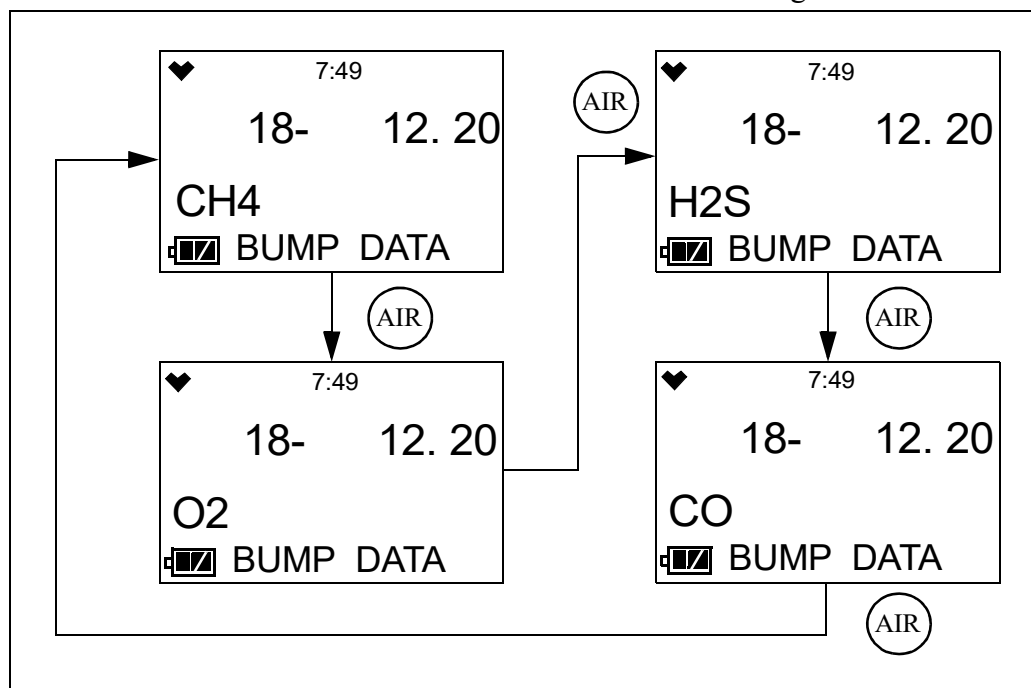 7:49
18- 12. 20
CH4
BUMP DATA
AIR
7:49
18- 12. 20
O2
BUMP DATA
AIR
7:49
18- 12. 20
H2S
BUMP DATA
AIR
7:49
18- 12. 20
CO
BUMP DATA
AIR